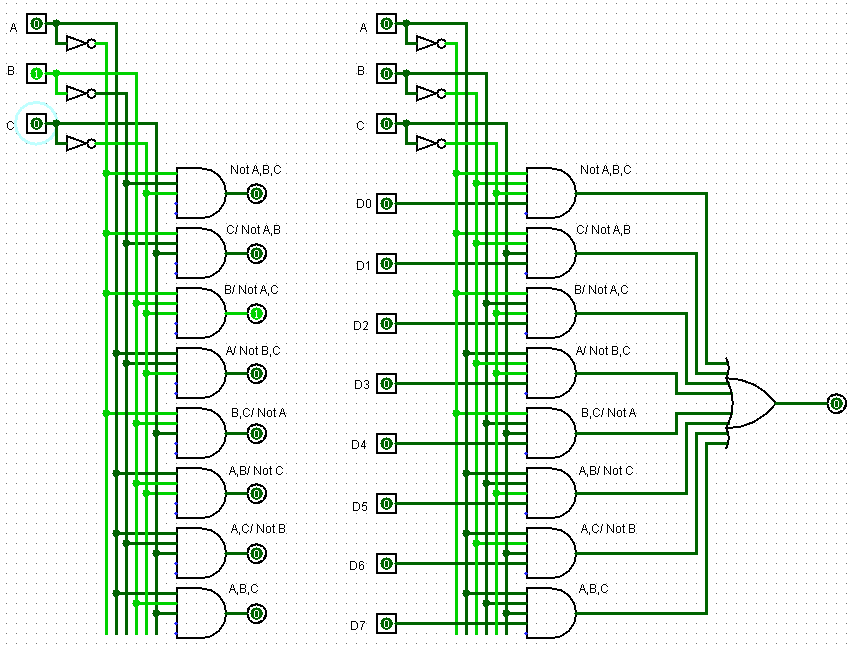 A 0
B 1
C 0
Not A,B,C
0
C/ Not A,B
0
B/ Not A,C
1
A/ Not B,C
0
B,C/ Not A
0
A,B/ Not C
0
A,C/ Not B
0
A,B,C
0
A 0
B 0
C 0
Not A,B,C
D0 0
C/ Not A,B
D1 0
B/ Not A,C
D2 0
A/ Not B,C
D3 0
0
B,C/ Not A
D4 0
A,B/ Not C
D5 0
A,C/ Not B
D6 0
A,B,C
D7 0